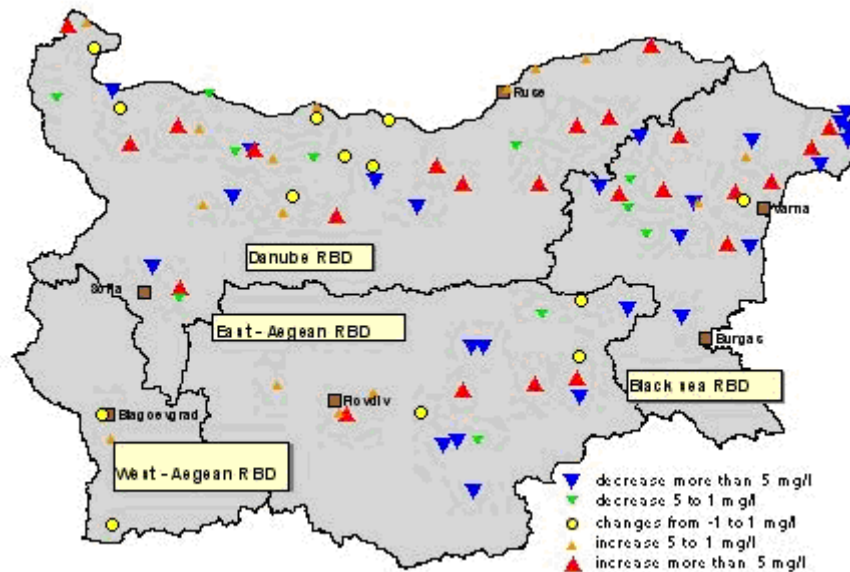 Ruse
Varna
Danube RBD
Sofia
East-Aegean RBD
Burgas
Black sea RBD
Plovdiv
Blagoevgrad
West-Aegean RBD
decrease more than 5 mg/l
decrease 5 to 1 mg/l
changes from -1 to 1 mg/l
increase 5 to 1 mg/l
increase more than 5 mg/l